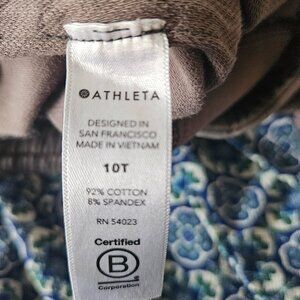 ATHLETA
DESIGNED IN
SAN FRANCISCO
MADE IN VIETNAM
10T
92% COTTON
8% SPANDEX
RN 54023
Certified
B
Corporation